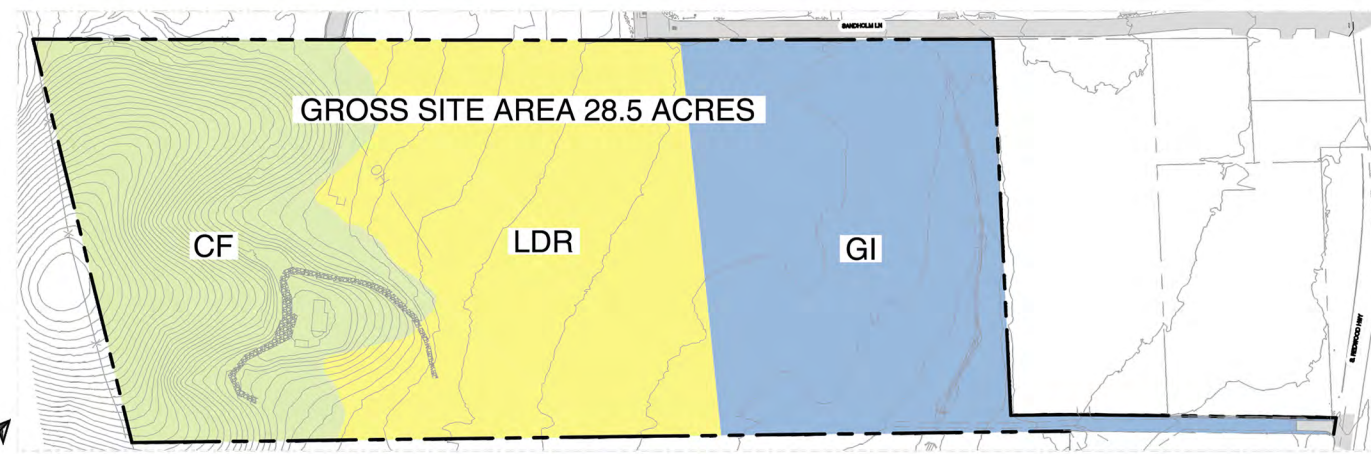 SANDHOLM LN
GROSS SITE AREA 28.5 ACRES
CF
LDR
GI
S. REDWOOD HWY